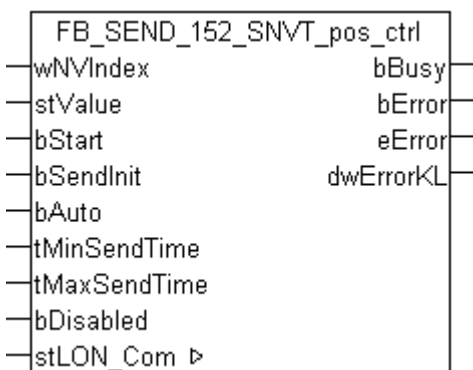 FB_SEND_152_SNVT_pos_ctrl
wNVIndex bBusy
stValue bError
bStart eError
bSendInit dwErrorKL
bAuto
tMinSendTime
tMaxSendTime
bDisabled
stLON_Com ▷